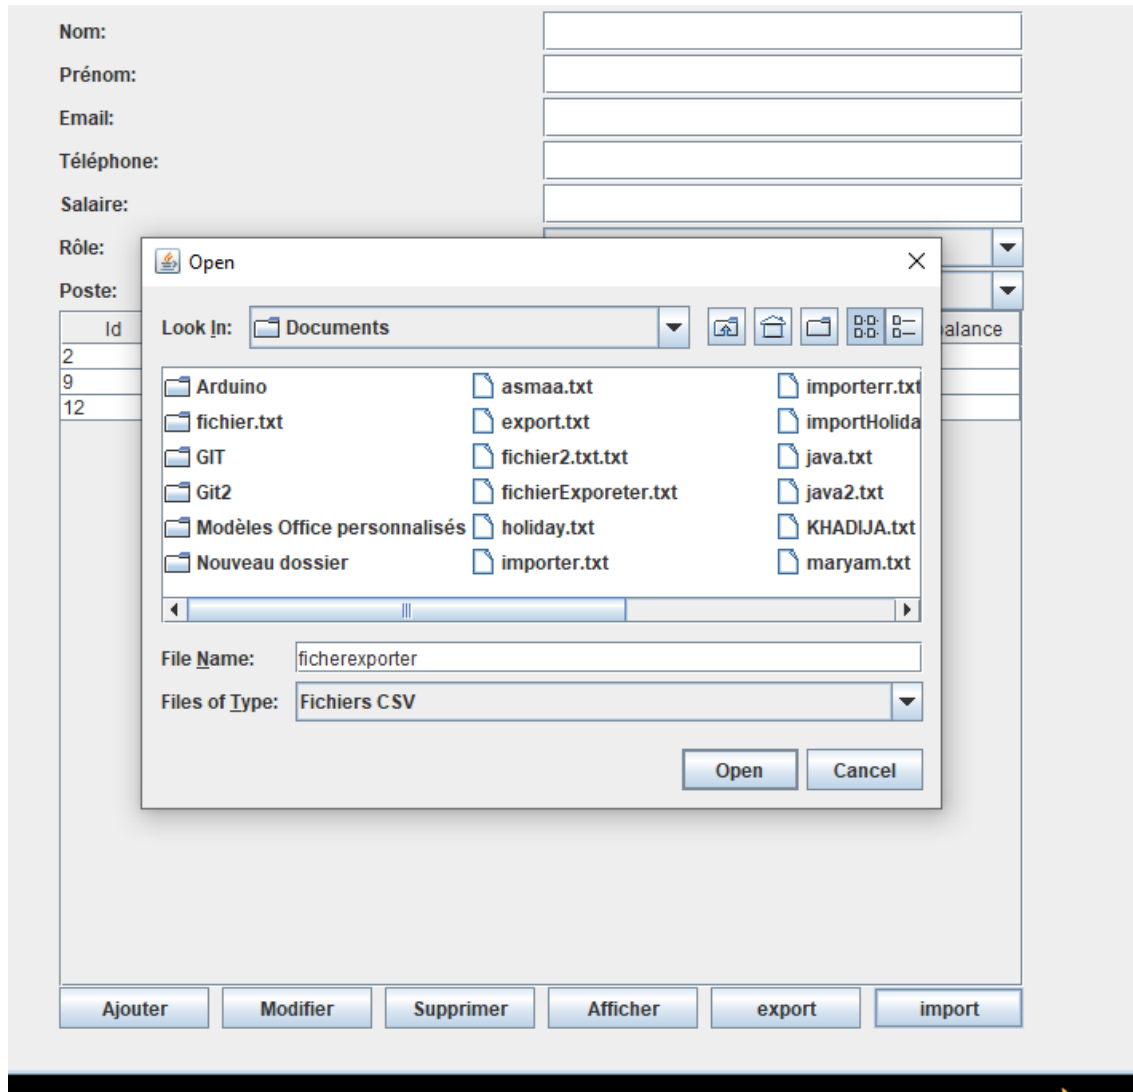 Nom:
Prénom:
Email:
Téléphone:
Salaire:
Rôle:
Poste:
Id
balance
2
9
12
Open
Look In: Documents
Arduino
fichier.txt
GIT
Git2
Modèles Office personnalisés
Nouveau dossier
asmaa.txt
export.txt
fichier2.txt.txt
fichierExporeter.txt
holiday.txt
importer.txt
importerr.txt
importHolida
java.txt
java2.txt
KHADIJA.txt
maryam.txt
File Name: ficherexporter
Files of Type: Fichiers CSV
Open Cancel
Ajouter Modifier Supprimer Afficher export import